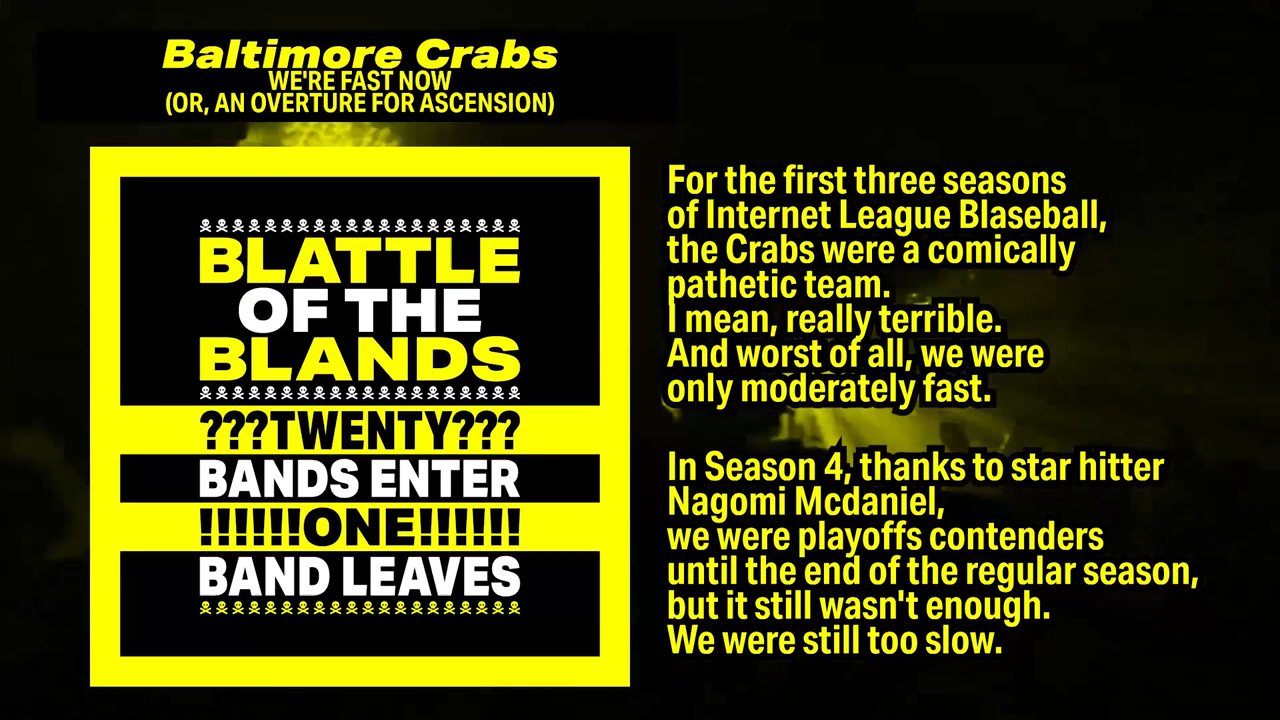 Baltimore Crabs
WE'RE FAST NOW
(OR, AN OVERTURE FOR ASCENSION)
BLATTLE
OF THE
BLANDS
???TWENTY???
BANDS ENTER
!!!!!!ONE!!!!!!
BAND LEAVES
For the first three seasons
of Internet League Blaseball,
the Crabs were a comically
pathetic team.
I mean, really terrible.
And worst of all, we were
only moderately fast.
In Season 4, thanks to star hitter
Nagomi Mcdaniel,
we were playoffs contenders
until the end of the regular season,
but it still wasn't enough.
We were still too slow.